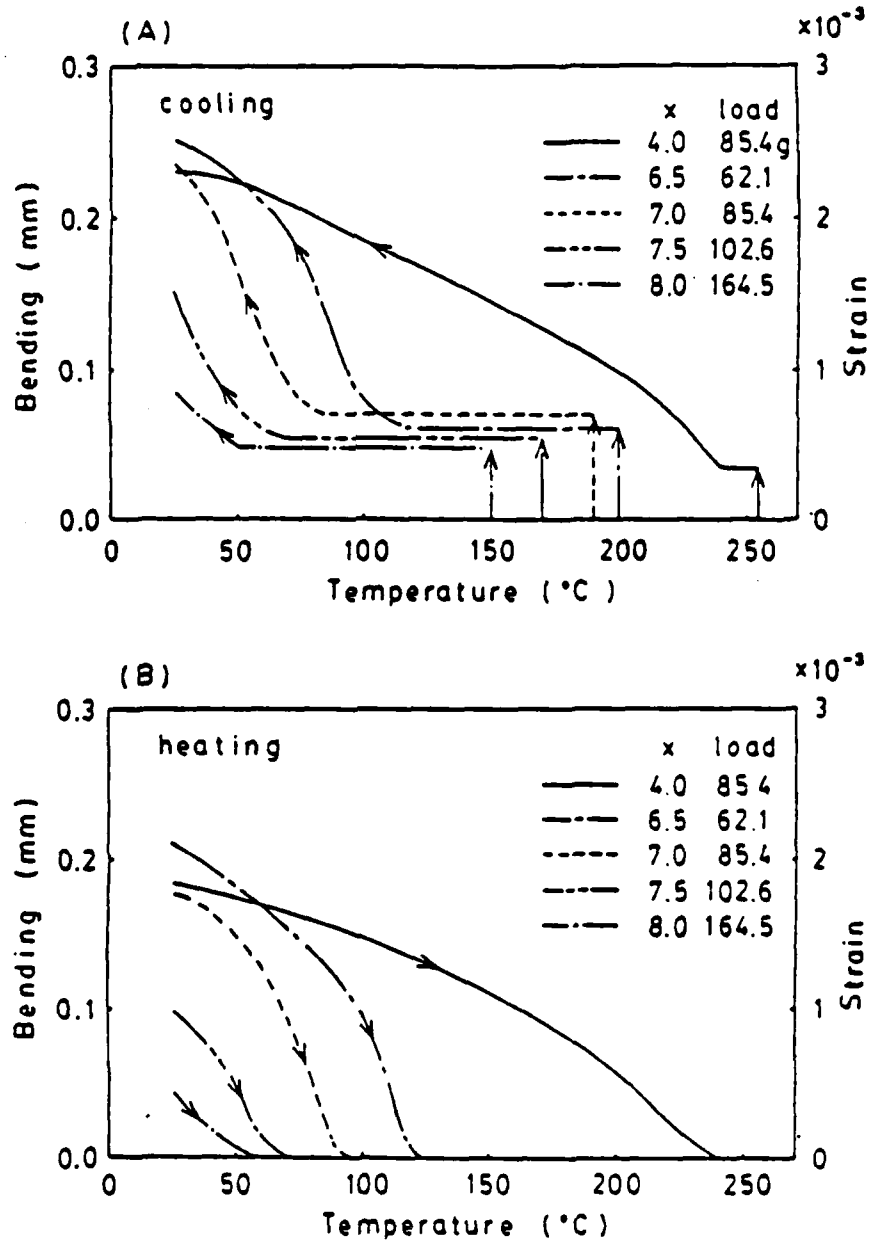 (A)
×10⁻³
cooling
x load
4.0 85.4g
6.5 62.1
7.0 85.4
7.5 102.6
8.0 164.5
0.3
0.2
0.1
0.0
Bending (mm)
3
2
1
0
Strain
0 50 100 150 200 250
Temperature (°C)
(B)
×10⁻³
heating
x load
4.0 85.4
6.5 62.1
7.0 85.4
7.5 102.6
8.0 164.5
0.3
0.2
0.1
0.0
Bending (mm)
3
2
1
0
Strain
0 50 100 150 200 250
Temperature (°C)